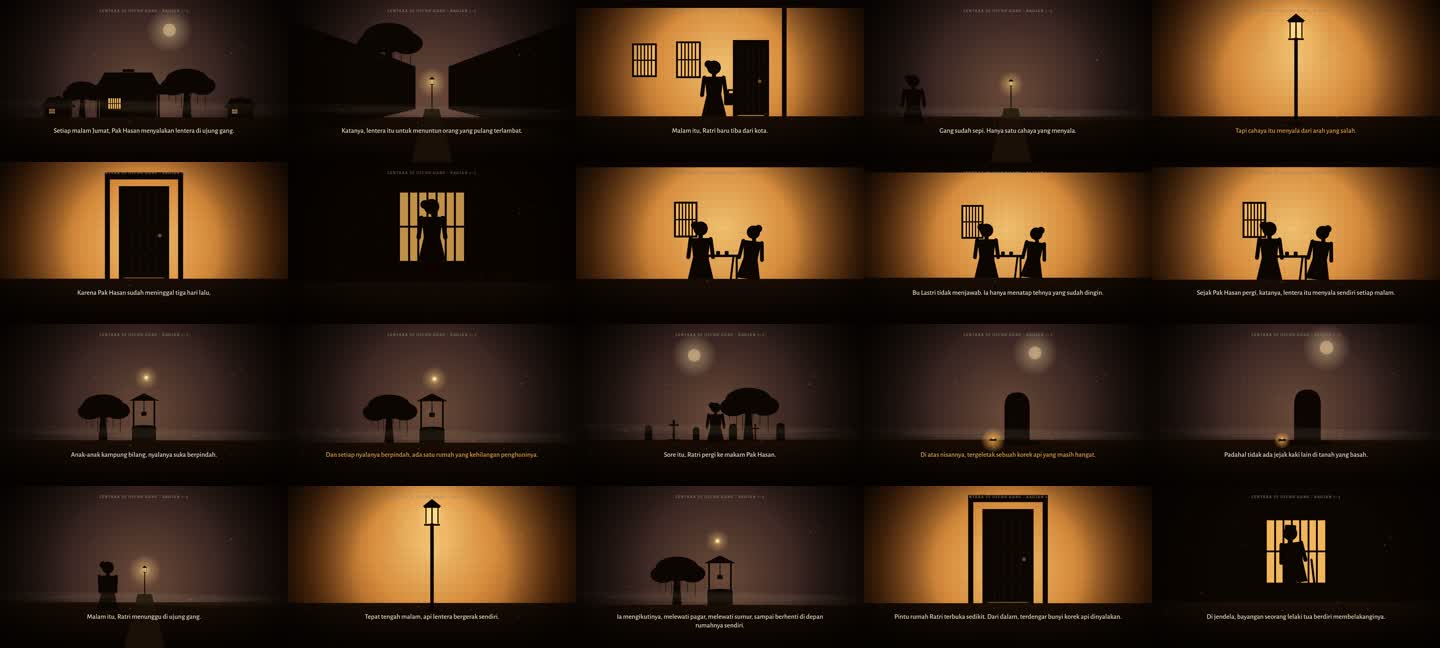 LENTERA DI UJUNG GANG · BAGIAN 1-5
Setiap malam Jumat, Pak Hasan menyalakan lentera di ujung gang.
Katanya, lentera itu untuk menuntun orang yang pulang terlambat.
Malam itu, Ratri baru tiba dari kota.
Gang sudah sepi. Hanya satu cahaya yang menyala.
Tapi cahaya itu menyala dari arah yang salah.
Karena Pak Hasan sudah meninggal tiga hari lalu.
Bu Lastri tidak menjawab. Ia hanya menatap tehnya yang sudah dingin.
Sejak Pak Hasan pergi, katanya, lentera itu menyala sendiri setiap malam.
Anak-anak kampung bilang, nyalanya suka berpindah.
Dan setiap nyalanya berpindah, ada satu rumah yang kehilangan penghuninya.
Sore itu, Ratri pergi ke makam Pak Hasan.
Di atas nisannya, tergeletak sebuah korek api yang masih hangat.
Padahal tidak ada jejak kaki lain di tanah yang basah.
Malam itu, Ratri menunggu di ujung gang.
Tepat tengah malam, api lentera bergerak sendiri.
Ia mengikutinya, melewati pagar, melewati sumur, sampai berhenti di depan
rumahnya sendiri.
Pintu rumah Ratri terbuka sedikit. Dari dalam, terdengar bunyi korek api dinyalakan.
Di jendela, bayangan seorang lelaki tua berdiri membelakanginya.